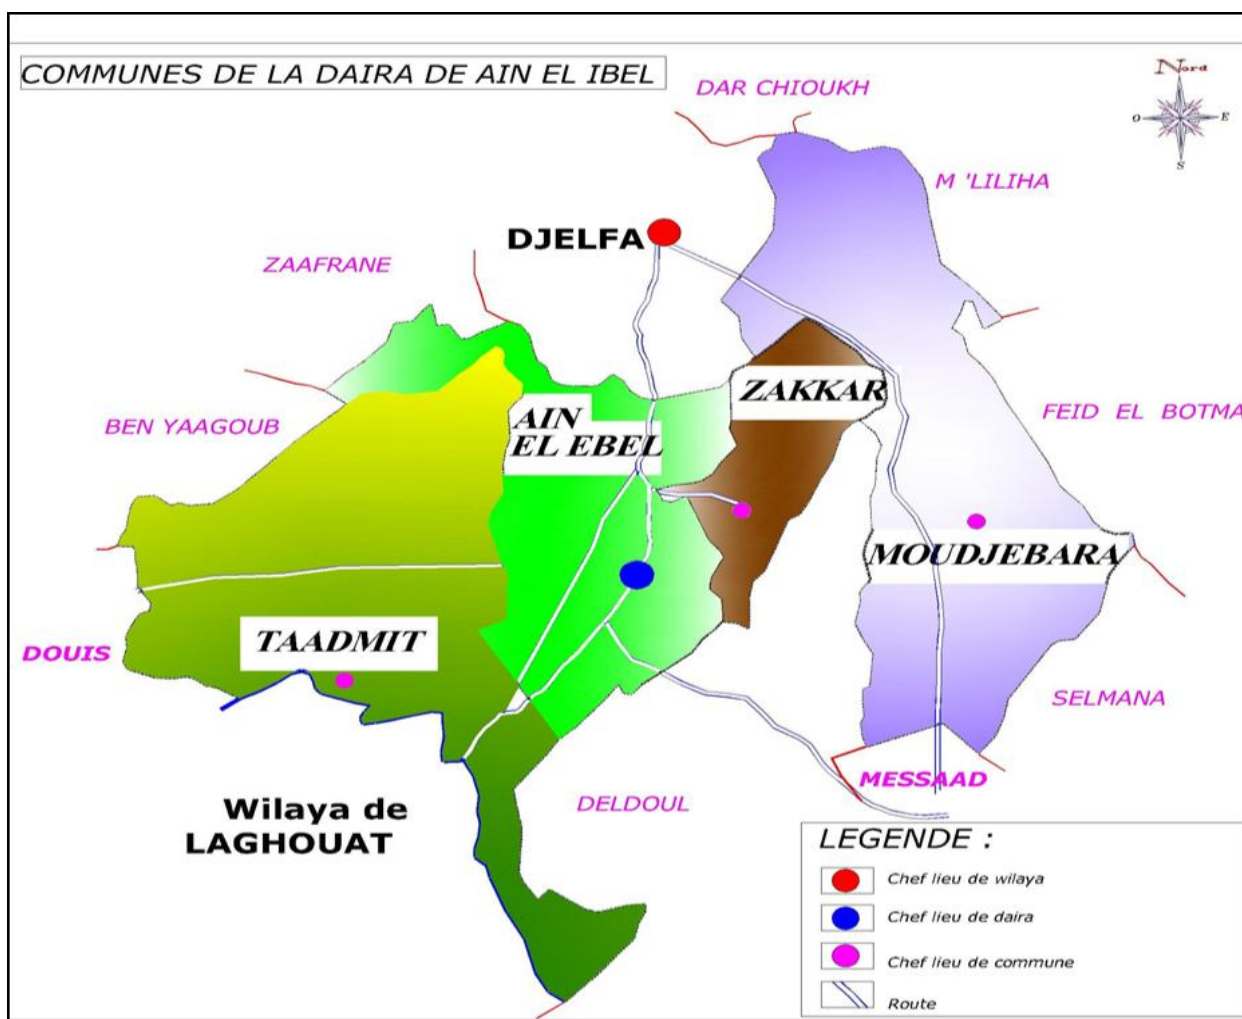 COMMUNES DE LA DAIRA DE AIN EL IBEL
Nord
O
E
S
DAR CHIOUKH
M 'LILIHA
DJELFA
ZAAFRANE
ZAKKAR
AIN
EL EBEL
BEN YAAGOUB
FEID EL BOTMA
MOUDJEBARA
TAADMIT
DOUIS
SELMANA
MESSAAD
DELDOUL
Wilaya de
LAGHOUAT
LEGENDE :
Chef lieu de wilaya
Chef lieu de daira
Chef lieu de commune
Route